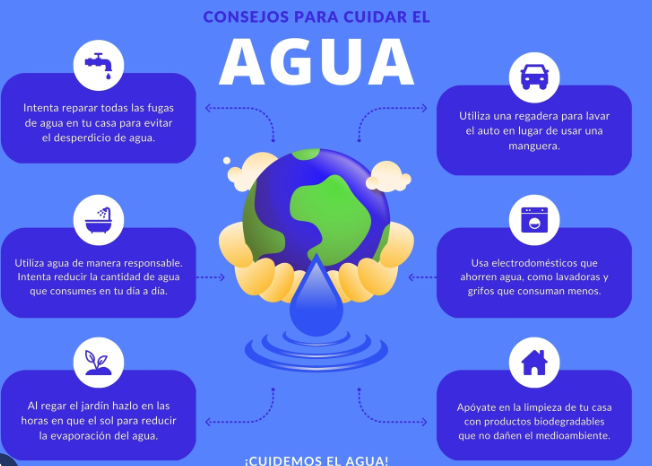 CONSEJOS PARA CUIDAR EL
AGUA
Intenta reparar todas las fugas
de agua en tu casa para evitar
el desperdicio de agua.
Utiliza una regadera para lavar
el auto en lugar de usar una
manguera.
Utiliza agua de manera responsable.
Intenta reducir la cantidad de agua
que consumes en tu día a día.
Usa electrodomésticos que
ahorren agua, como lavadoras y
grifos que consuman menos.
Al regar el jardín hazlo en las
horas en que el sol para reducir
la evaporación del agua.
Apóyate en la limpieza de tu casa
con productos biodegradables
que no dañen el medioambiente.
¡CUIDEMOS EL AGUA!